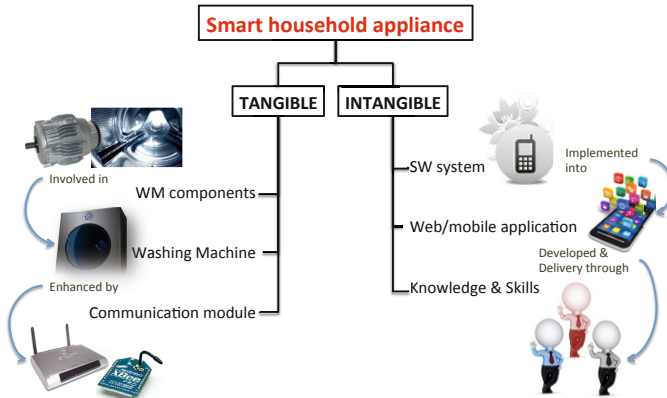 Smart household appliance
TANGIBLE
INTANGIBLE
Involved in
WM components
Washing Machine
Enhanced by
Communication module
XBee
SW system
Implemented
into
Web/mobile application
Developed &
Delivery through
Knowledge & Skills